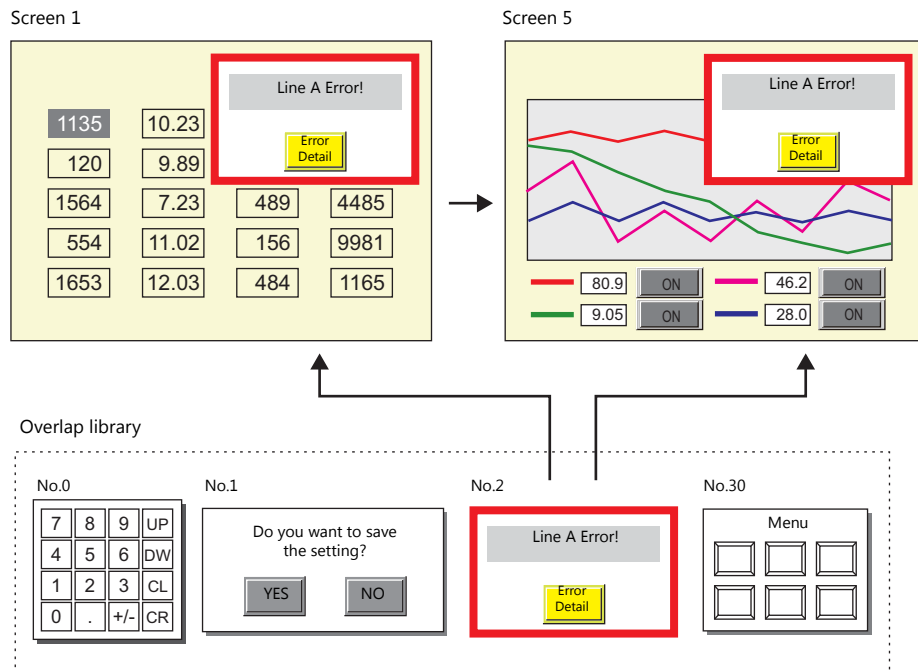 Screen 1
Screen 5
Line A Error!
Error
Detail
1135 10.23
120 9.89
1564 7.23 489 4485
554 11.02 156 9981
1653 12.03 484 1165
Line A Error!
Error
Detail
80.9 ON 46.2 ON
9.05 ON 28.0 ON
Overlap library
No.0
7 8 9 UP
4 5 6 DW
1 2 3 CL
0 . +/- CR
No.1
Do you want to save
the setting?
YES NO
No.2
Line A Error!
Error
Detail
No.30
Menu